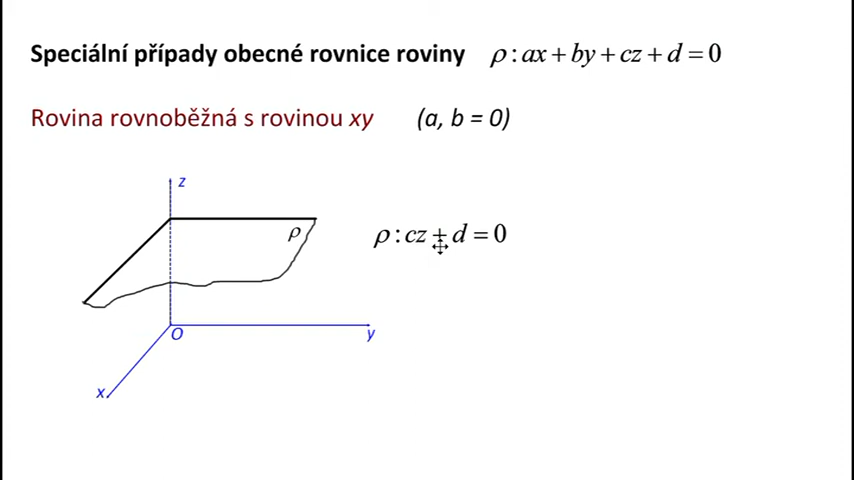 Speciální případy obecné rovnice roviny ρ : ax + by + cz + d = 0
Rovina rovnoběžná s rovinou xy (a, b = 0)
z
ρ
ρ : cz + d = 0
O
y
x